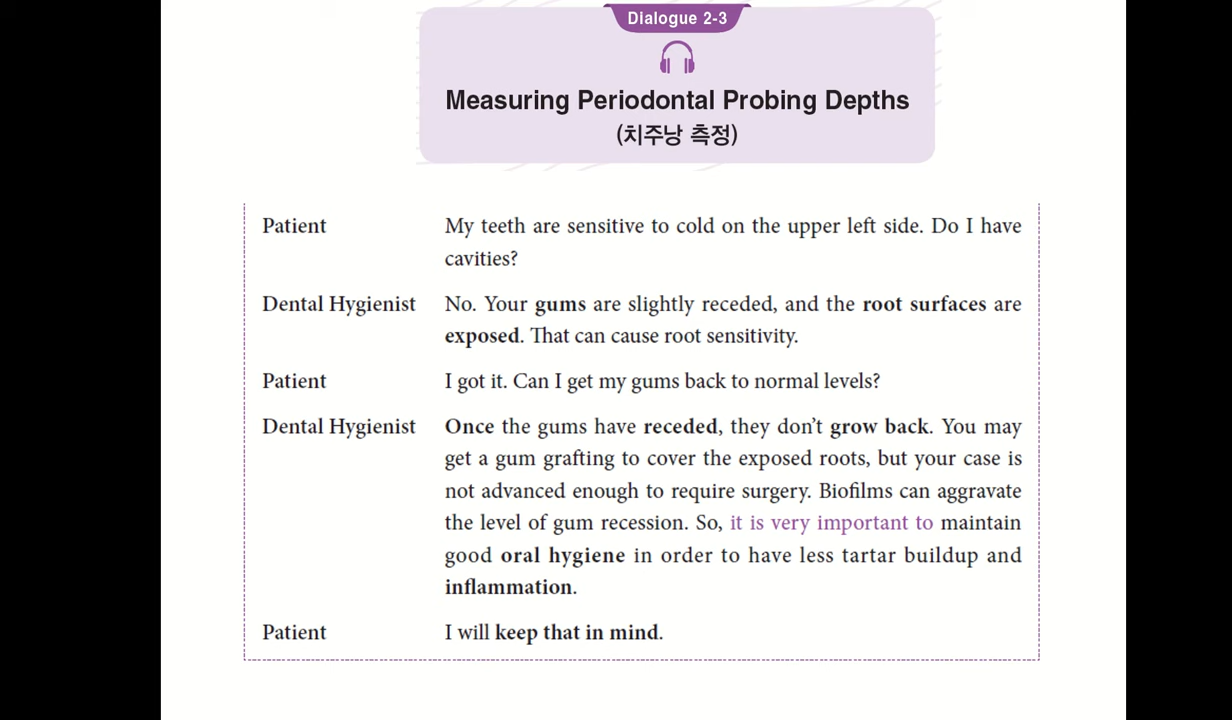 Dialogue 2-3
Measuring Periodontal Probing Depths
(치주낭 측정)
Patient My teeth are sensitive to cold on the upper left side. Do I have
cavities?
Dental Hygienist No. Your gums are slightly receded, and the root surfaces are
exposed. That can cause root sensitivity.
Patient I got it. Can I get my gums back to normal levels?
Dental Hygienist Once the gums have receded, they don't grow back. You may
get a gum grafting to cover the exposed roots, but your case is
not advanced enough to require surgery. Biofilms can aggravate
the level of gum recession. So, it is very important to maintain
good oral hygiene in order to have less tartar buildup and
inflammation.
Patient I will keep that in mind.